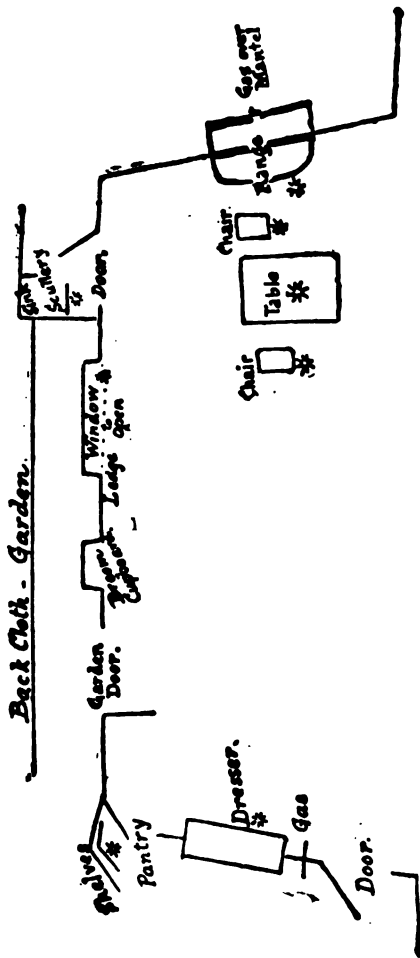 Back Cloth - Garden.
Sink
Scullery
Shelves
Pantry
Garden
Door.
Broom
Cupboard.
Window
to
open
Ledge
Door.
Dresser.
Gas
Door.
Chair
Table
Chair
Range
Gas over
Mantel